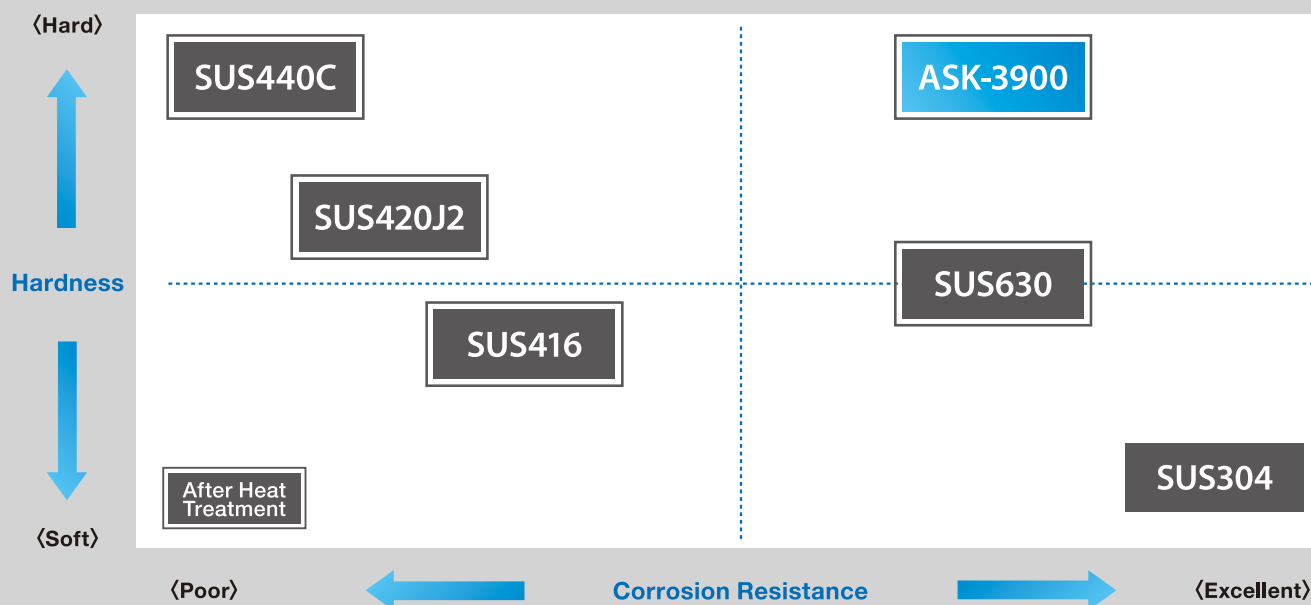 〈Hard〉
SUS440C
ASK-3900
SUS420J2
Hardness
SUS630
SUS416
SUS304
After Heat
Treatment
〈Soft〉
〈Poor〉
Corrosion Resistance
〈Excellent〉